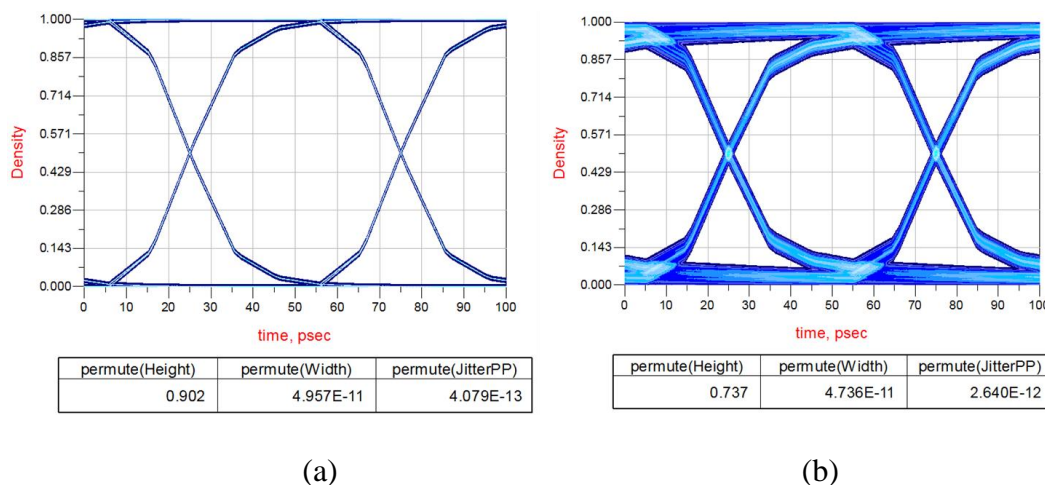 1.000
0.857
0.714
0.571
0.429
0.286
0.143
0.000
Density
0 10 20 30 40 50 60 70 80 90 100
time, psec
permute(Height) permute(Width) permute(JitterPP)
0.902 4.957E-11 4.079E-13
(a)
1.000
0.857
0.714
0.571
0.429
0.286
0.143
0.000
Density
0 10 20 30 40 50 60 70 80 90 100
time, psec
permute(Height) permute(Width) permute(JitterPP)
0.737 4.736E-11 2.640E-12
(b)